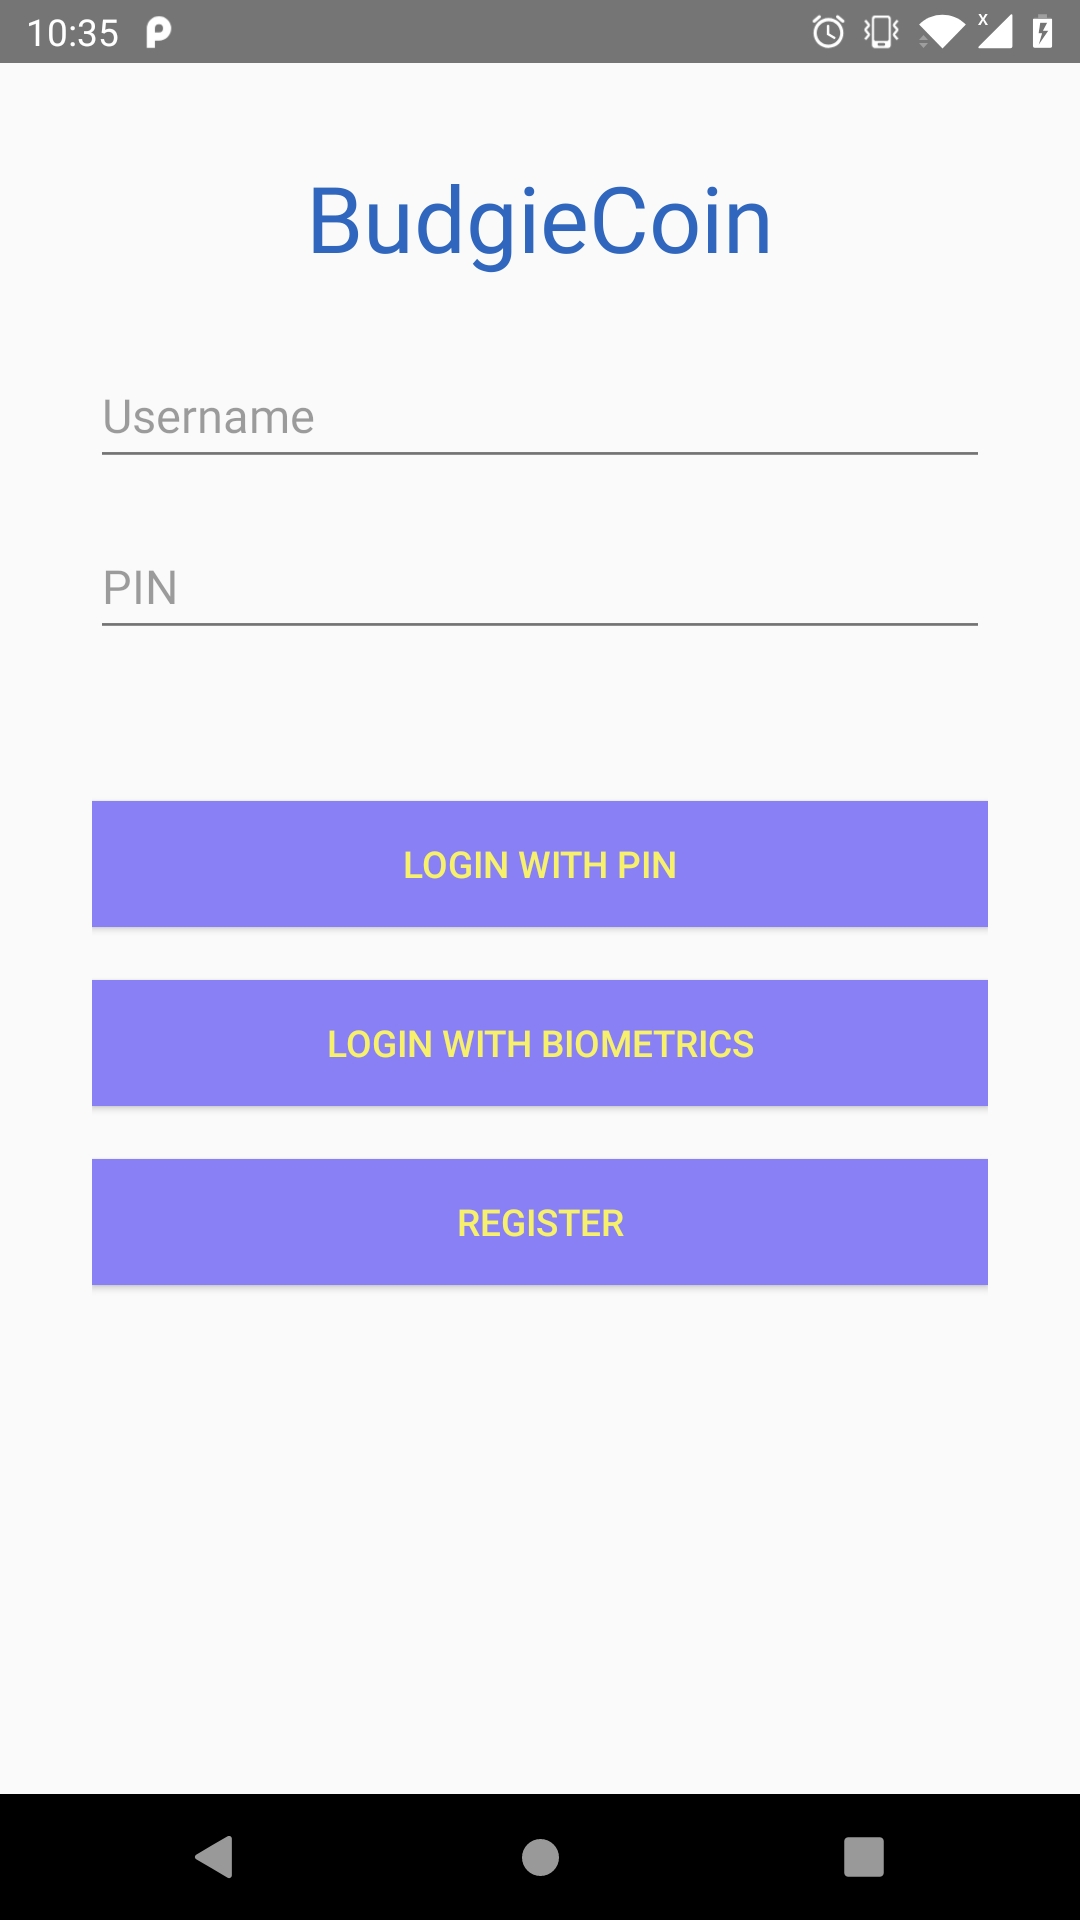 10:35
BudgieCoin
Username
PIN
LOGIN WITH PIN
LOGIN WITH BIOMETRICS
REGISTER